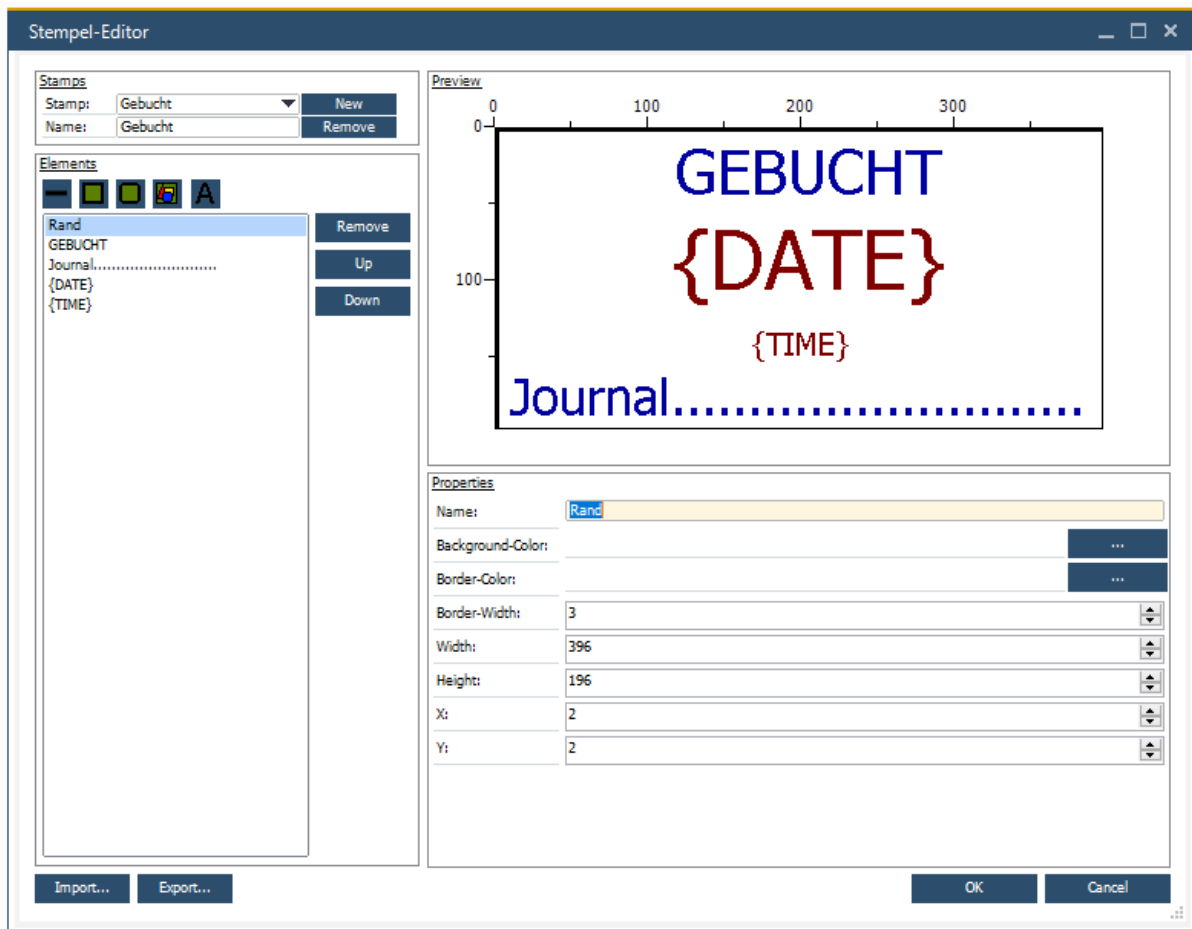 Stempel-Editor
Stamps
Stamp: Gebucht New
Name: Gebucht Remove
Elements
A
Rand
GEBUCHT
Journal...........................
{DATE}
{TIME}
Remove
Up
Down
Preview
0 100 200 300
0
100
GEBUCHT
{DATE}
{TIME}
Journal...........................
Properties
Name: Rand
Background-Color: ...
Border-Color: ...
Border-Width: 3
Width: 396
Height: 196
X: 2
Y: 2
Import... Export... OK Cancel